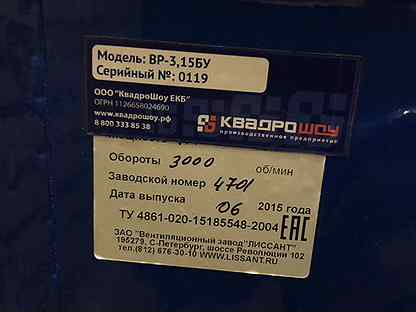 Модель: ВР-3,15БУ
Серийный №: 0119
ООО "КвадроШоу ЕКБ"
ОГРН 1126658024690
www.квадрошоу.рф
8 800 333 85 38
КВАДРОШОУ
производственное предприятие
Обороты 3000 об/мин
Заводской номер 4701
Дата выпуска 06 2015 года
ТУ 4861-020-15185548-2004 EAC
ЗАО "Вентиляционный завод "ЛИССАНТ"
195279, С-Петербург, шоссе Революции 102
тел.(812) 676-30-10 WWW.LISSANT.RU